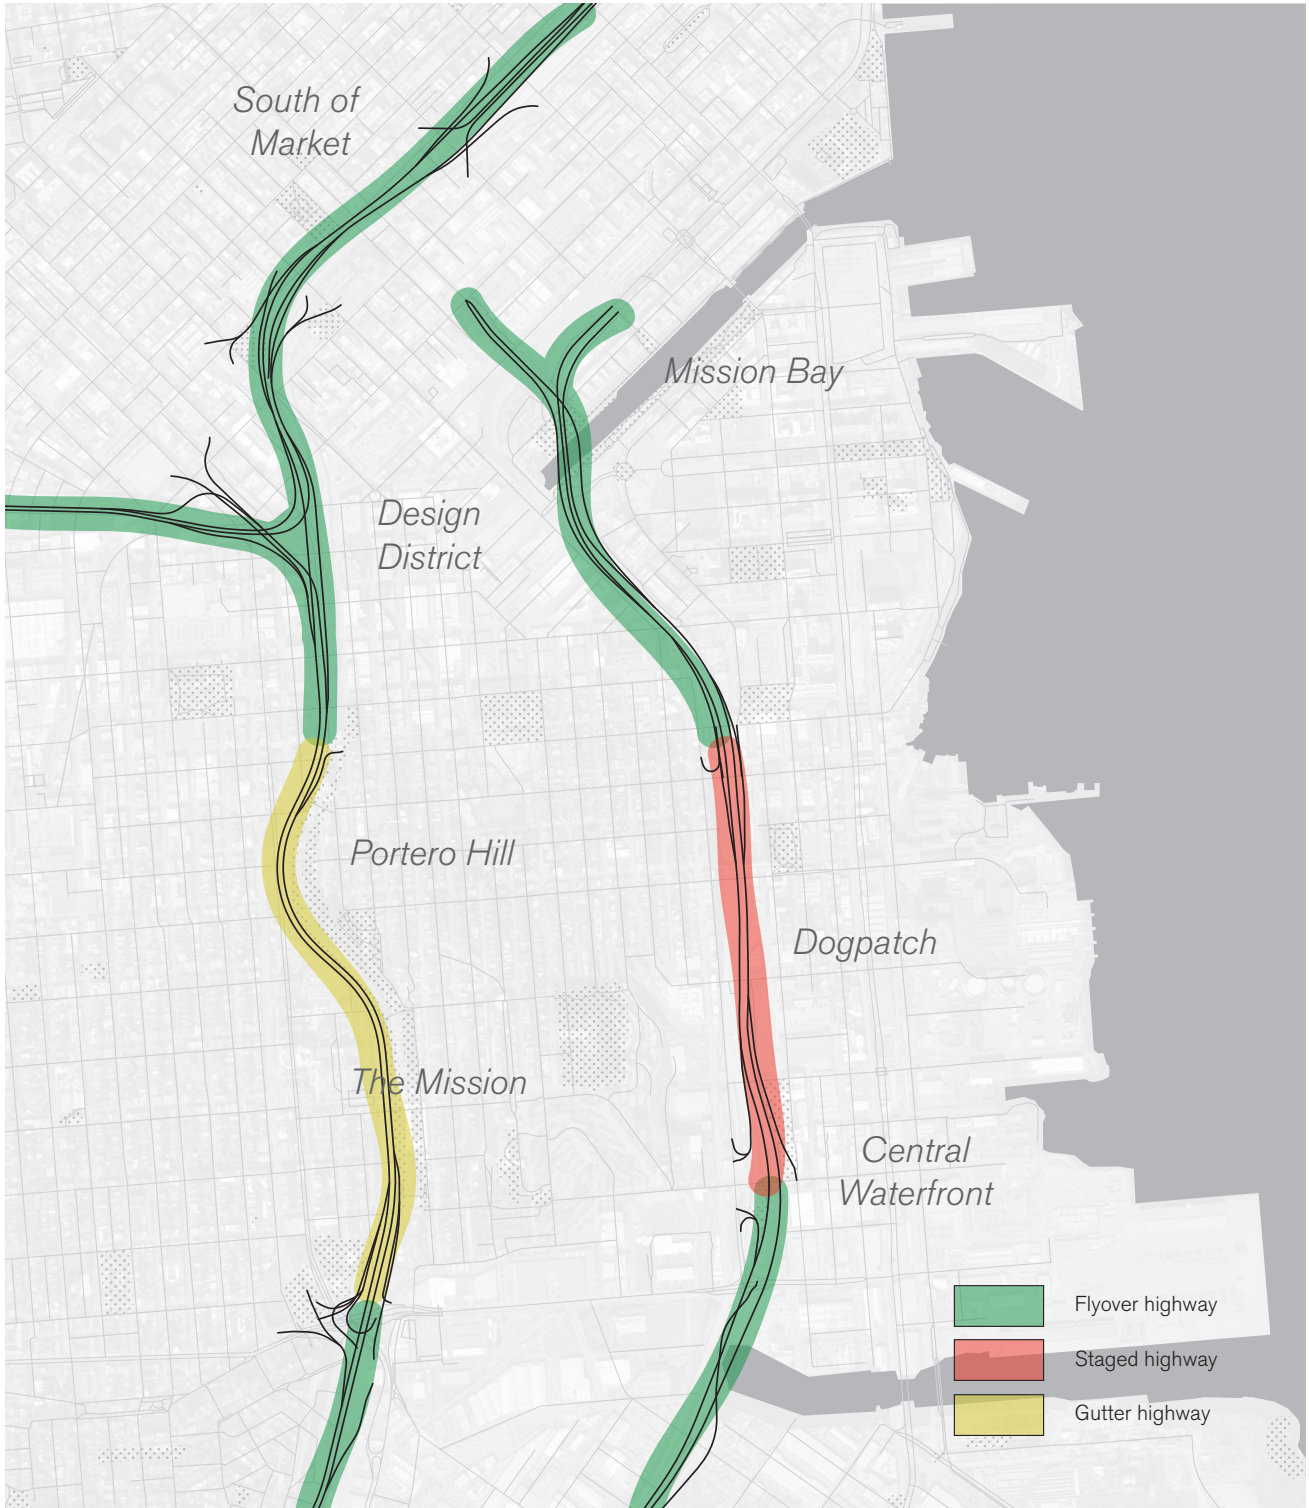 South of
Market
Mission Bay
Design
District
Portero Hill
Dogpatch
The Mission
Central
Waterfront
Flyover highway
Staged highway
Gutter highway